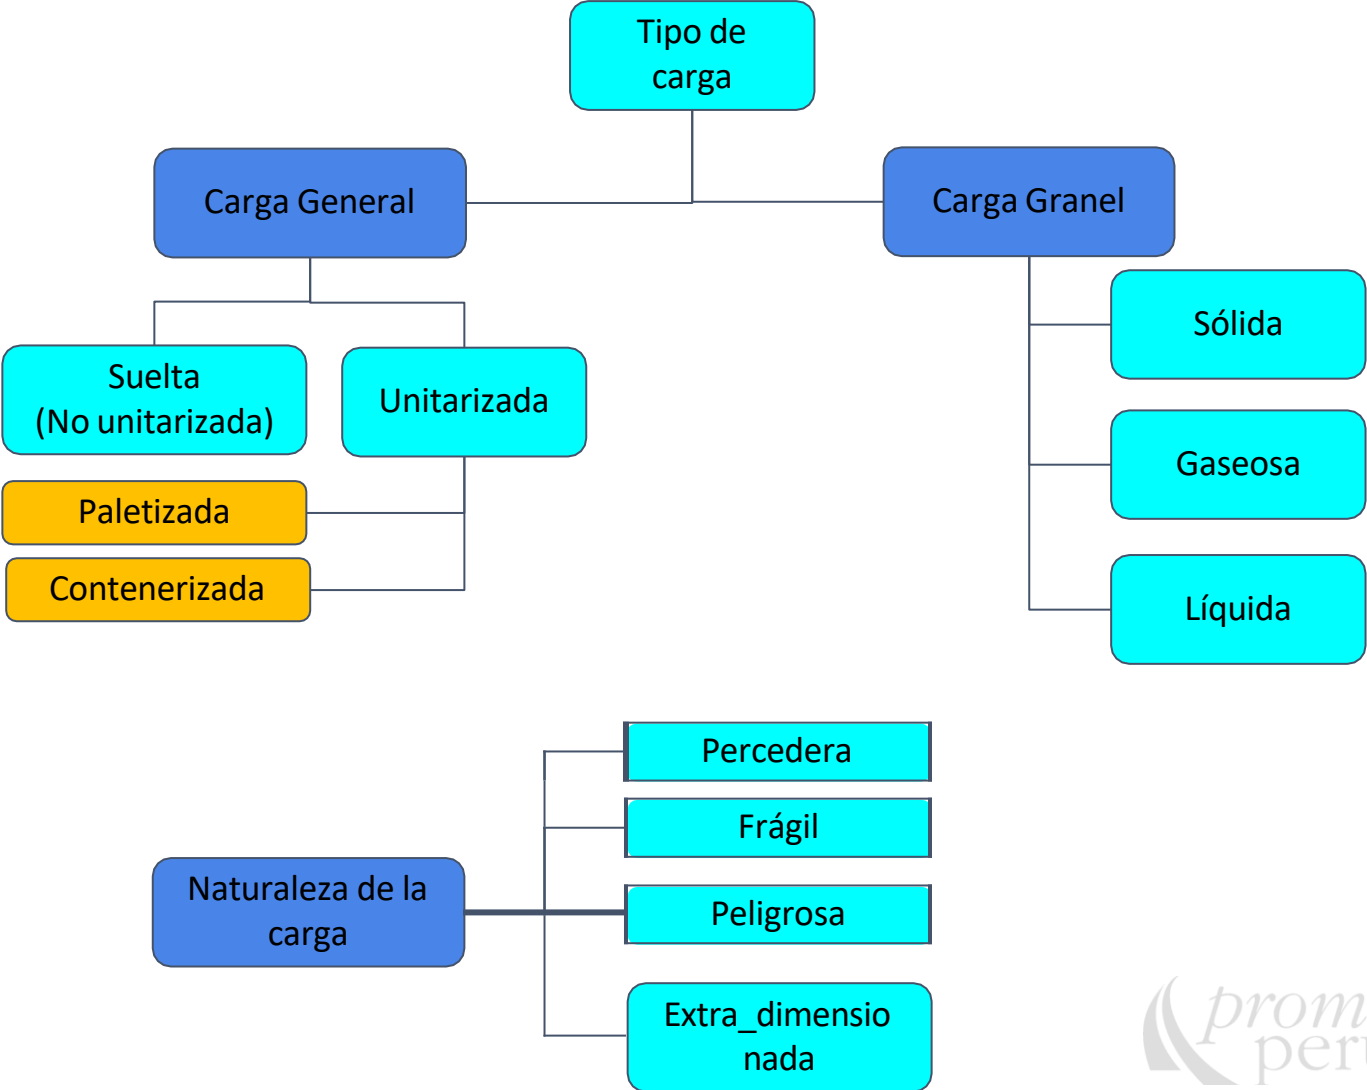 Tipo de
carga
Carga General
Carga Granel
Suelta
(No unitarizada)
Unitarizada
Paletizada
Contenerizada
Sólida
Gaseosa
Líquida
Percedera
Frágil
Peligrosa
Naturaleza de la
carga
Extra_dimensio
nada
prom
per